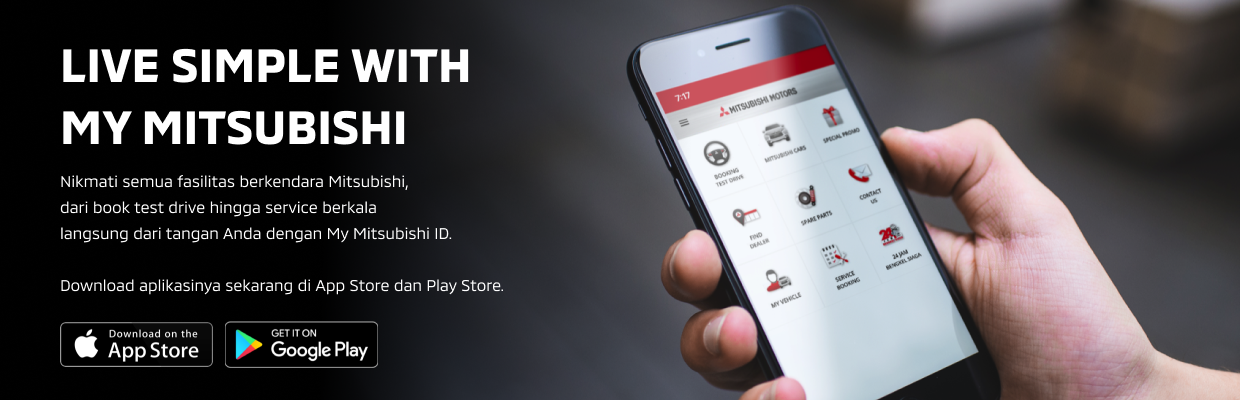 LIVE SIMPLE WITH
MY MITSUBISHI
Nikmati semua fasilitas berkendara Mitsubishi,
dari book test drive hingga service berkala
langsung dari tangan Anda dengan My Mitsubishi ID.
Download aplikasinya sekarang di App Store dan Play Store.
Download on the
App Store
GET IT ON
Google Play
7:17
MITSUBISHI MOTORS
BOOKING
TEST DRIVE
MITSUBISHI CARS
SPECIAL PROMO
FIND
DEALER
SPARE PARTS
CONTACT
US
MY VEHICLE
SERVICE
BOOKING
24
24 JAM
BENGKEL SIAGA